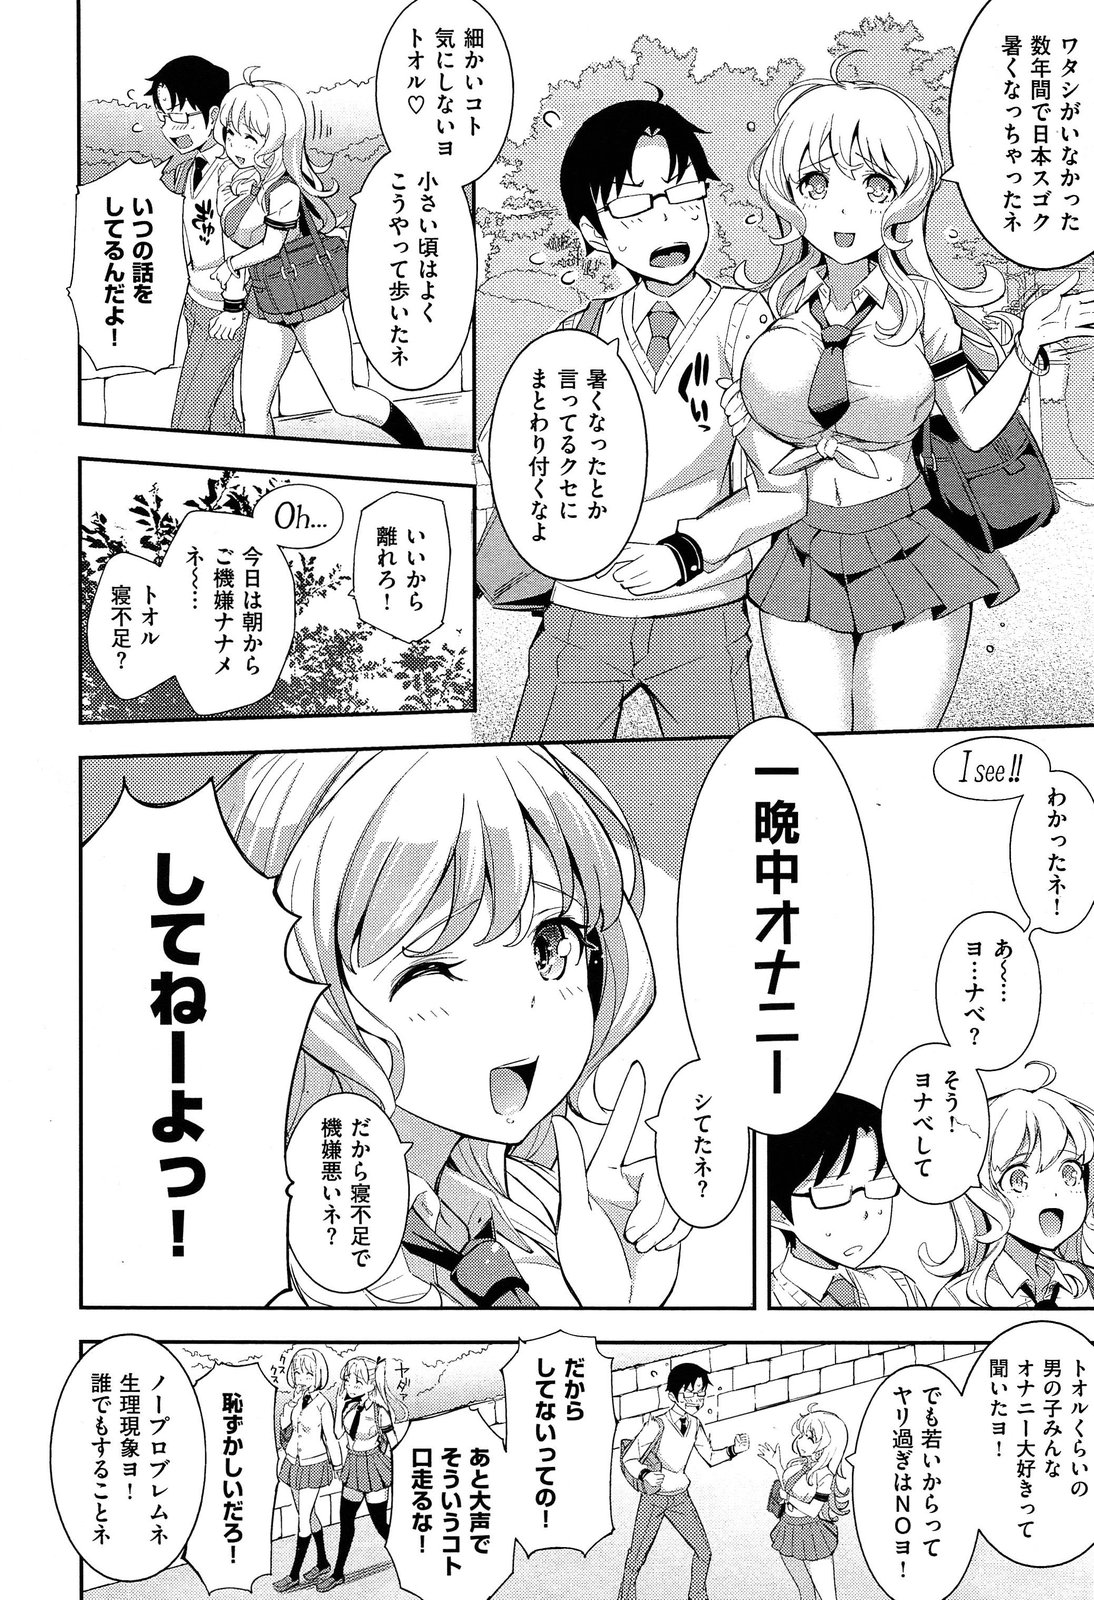 ワタシがいなかった
数年間で日本スゴク
暑くなっちゃったネ
暑くなったとか
言ってるクセに
まとわり付くなよ
細かいコト
気にしないヨ
トオル♡
小さい頃はよく
こうやって歩いたネ
いつの話を
してるんだよ！
いいから
離れろ！
Oh...
今日は朝から
ご機嫌ナナメ
ネ〜……
トオル
寝不足？
I see!!
わかったネ！
あ〜…
ヨ…ナベ？
そう！
ヨナベして
一晩中オナニー
シてたネ？
だから寝不足で
機嫌悪いネ？
してねーよっ！
トオルくらいの
男の子みんな
オナニー大好きって
聞いたヨ！
でも若いからって
ヤリ過ぎはNOヨ！
だから
してないっての！
あと大声で
そういうコト
口走るな！
ヤダー
クスクス
恥ずかしいだろ！
ノープロブレムネ
生理現象ヨ！
誰でもすることネ